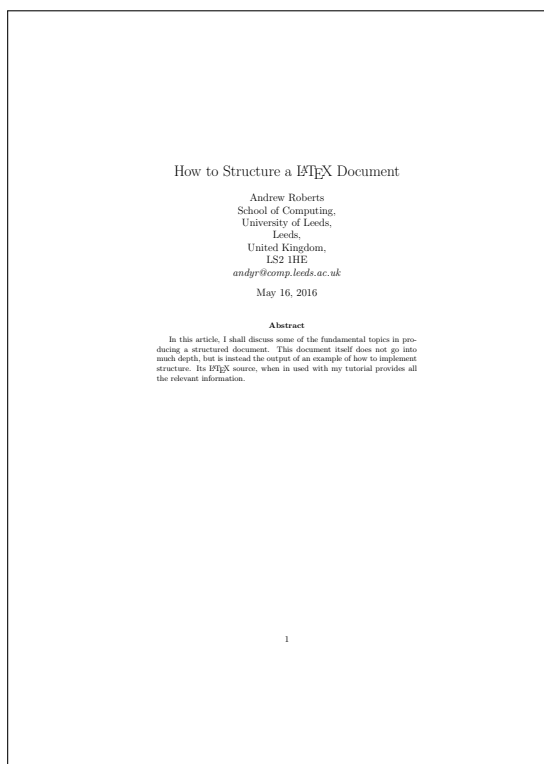 How to Structure a LATEX Document
Andrew Roberts
School of Computing,
University of Leeds,
Leeds,
United Kingdom,
LS2 1HE
andyr@comp.leeds.ac.uk
May 16, 2016
Abstract
In this article, I shall discuss some of the fundamental topics in pro-
ducing a structured document. This document itself does not go into
much depth, but is instead the output of an example of how to implement
structure. Its LATEX source, when in used with my tutorial provides all
the relevant information.
1